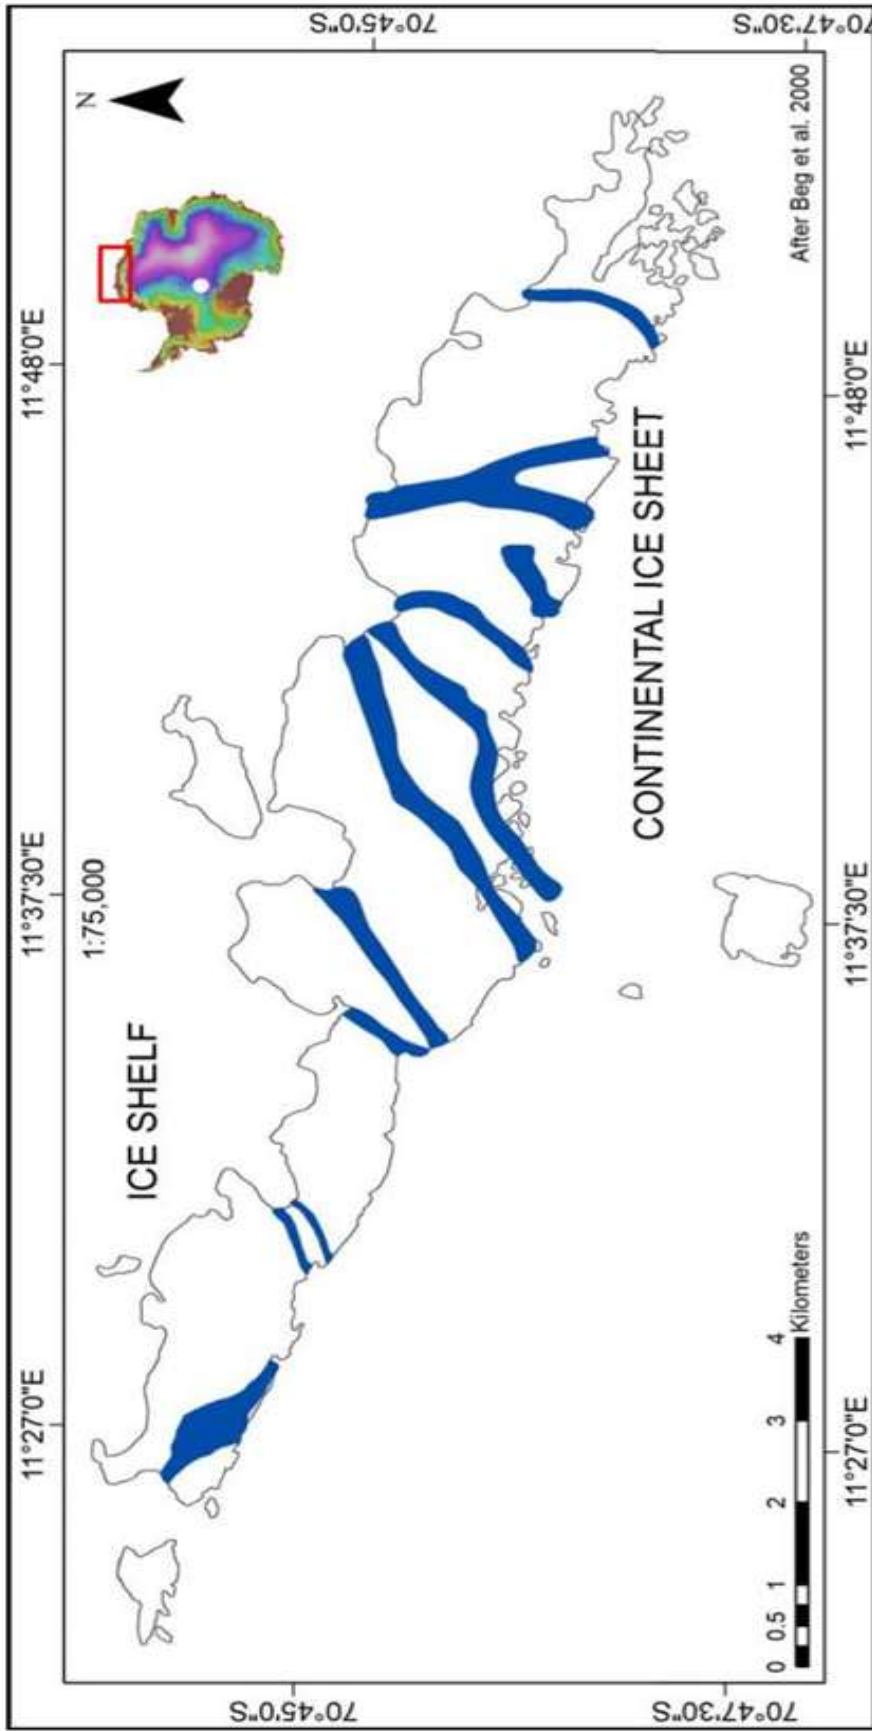 11°27'0"E
11°37'30"E
11°48'0"E
N
1:75,000
ICE SHELF
70°45'0"S
70°45'0"S
CONTINENTAL ICE SHEET
70°47'30"S
70°47'30"S
0 0.5 1 2 3 4
Kilometers
After Beg et al. 2000
11°27'0"E
11°37'30"E
11°48'0"E